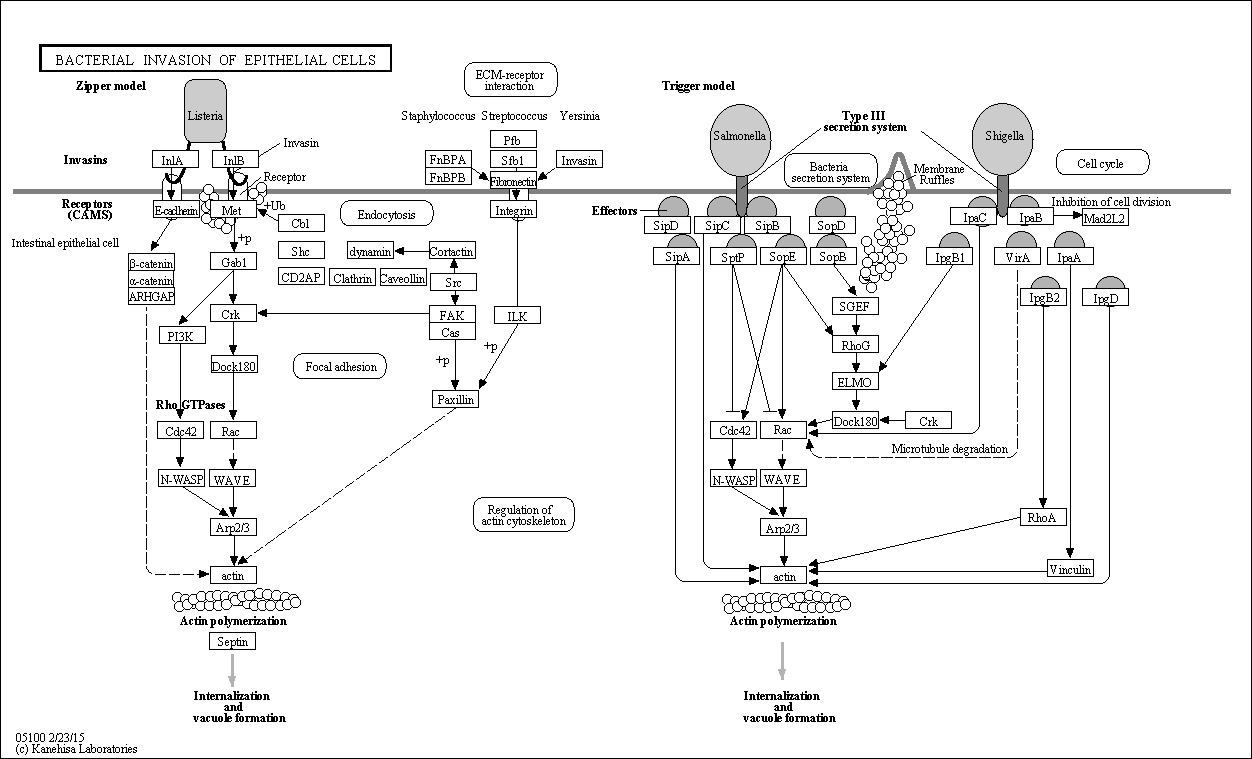 BACTERIAL INVASION OF EPITHELIAL CELLS
Zipper model
Listeria
ECM-receptor
interaction
Staphylococcus
Streptococcus
Yersinia
Pfb
Invasin
Invasins
InlA
InlB
FnBPA
FnBPB
Sfb1
Invasin
Fibronectin
Receptor
Receptors
(CAMS)
E-cadherin
Met
+Ub
Cbl
Endocytosis
Integrin
Intestinal epithelial cell
+p
β-catenin
α-catenin
ARHGAP
Gab1
Shc
CD2AP
dynamin
Clathrin
Caveollin
Cortactin
Src
Crk
FAK
Cas
ILK
PI3K
+p
+p
Dock180
Focal adhesion
Paxillin
Rho GTPases
Cdc42
Rac
N-WASP
WAVE
Arp2/3
Regulation of
actin cytoskeleton
actin
Actin polymerization
Septin
Internalization
and
vacuole formation
Trigger model
Salmonella
Type III
secretion system
Shigella
Bacteria
secretion system
Membrane
Ruffles
Cell cycle
Effectors
SipD
SipC
SipB
SopD
IpaC
IpaB
Inhibition of cell division
Mad2L2
SipA
SptP
SopE
SopB
IpgB1
VirA
IpaA
IpgB2
IpgD
SGEF
RhoG
ELMO
Dock180
Crk
Cdc42
Rac
Microtubule degradation
N-WASP
WAVE
Arp2/3
RhoA
Vinculin
actin
Actin polymerization
Internalization
and
vacuole formation
05100 2/23/15
(c) Kanehisa Laboratories